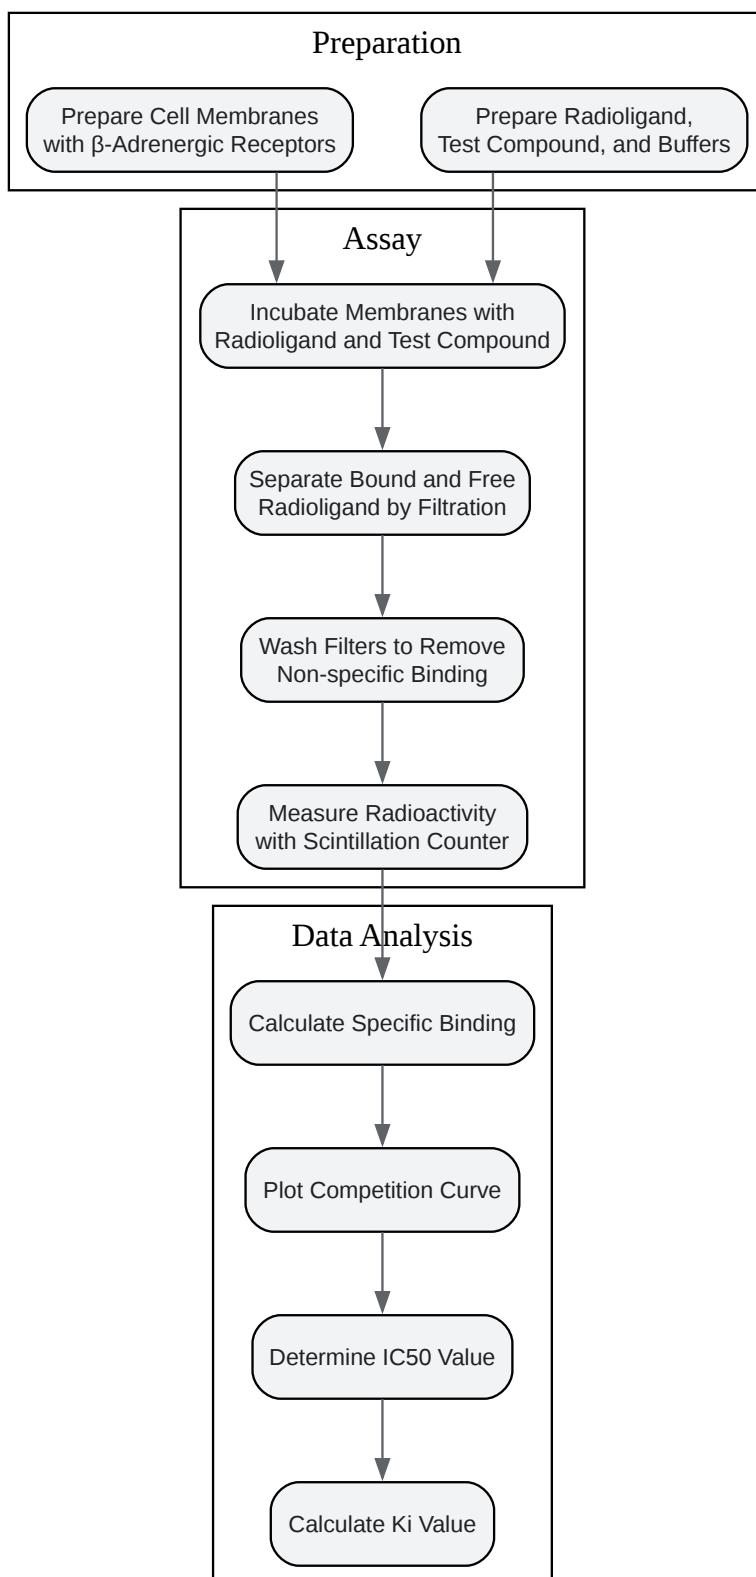 Preparation
Prepare Cell Membranes
with β-Adrenergic Receptors
Prepare Radioligand,
Test Compound, and Buffers
Assay
Incubate Membranes with
Radioligand and Test Compound
Separate Bound and Free
Radioligand by Filtration
Wash Filters to Remove
Non-specific Binding
Measure Radioactivity
with Scintillation Counter
Data Analysis
Calculate Specific Binding
Plot Competition Curve
Determine IC50 Value
Calculate Ki Value